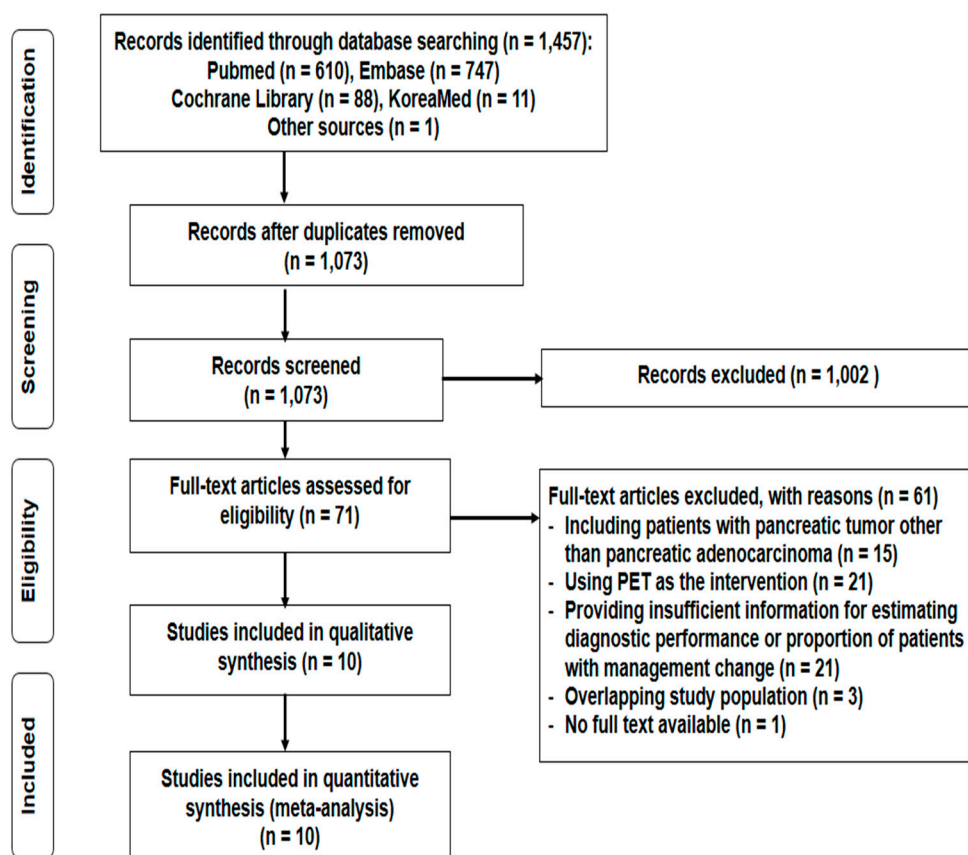 Identification
Records identified through database searching (n = 1,457):
Pubmed (n = 610), Embase (n = 747)
Cochrane Library (n = 88), KoreaMed (n = 11)
Other sources (n = 1)
Records after duplicates removed
(n = 1,073)
Screening
Records screened
(n = 1,073)
Records excluded (n = 1,002 )
Eligibility
Full-text articles assessed for
eligibility (n = 71)
Full-text articles excluded, with reasons (n = 61)
- Including patients with pancreatic tumor other
than pancreatic adenocarcinoma (n = 15)
- Using PET as the intervention (n = 21)
- Providing insufficient information for estimating
diagnostic performance or proportion of patients
with management change (n = 21)
- Overlapping study population (n = 3)
- No full text available (n = 1)
Studies included in qualitative
synthesis (n = 10)
Included
Studies included in quantitative
synthesis (meta-analysis)
(n = 10)